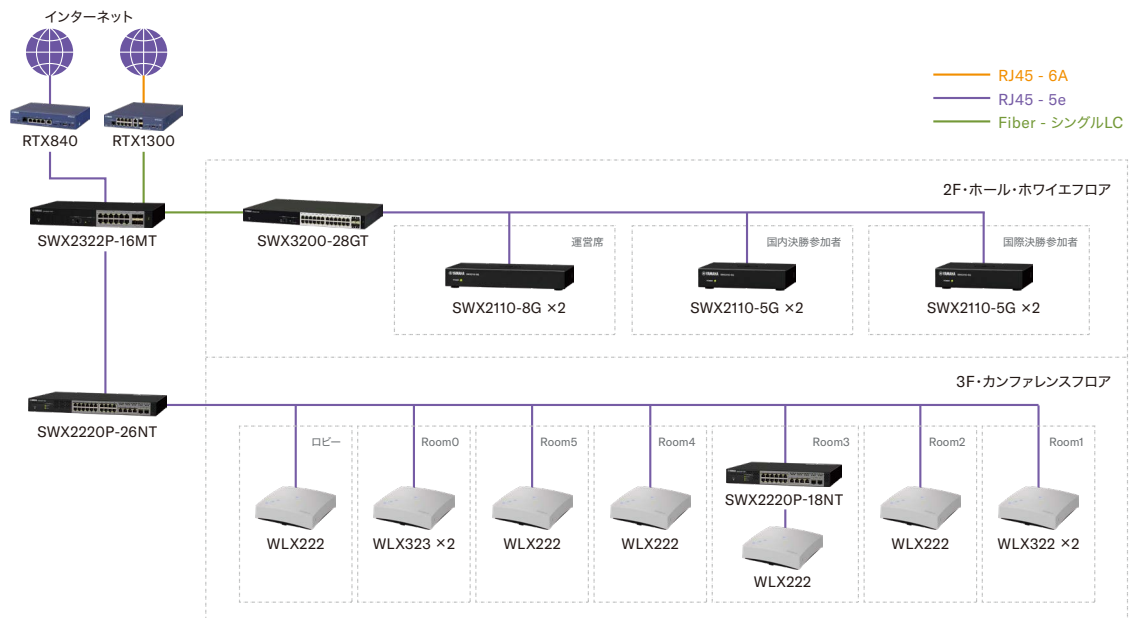 インターネット
RJ45 - 6A
RJ45 - 5e
Fiber - シングルLC
RTX840
RTX1300
2F・ホール・ホワイエフロア
SWX2322P-16MT
SWX3200-28GT
運営席
国内決勝参加者
国際決勝参加者
YAMAHA
SWX2110-8G ×2
SWX2110-5G ×2
SWX2110-5G ×2
3F・カンファレンスフロア
SWX2220P-26NT
ロビー
Room0
Room5
Room4
Room3
Room2
Room1
SWX2220P-18NT
WLX222
WLX323 ×2
WLX222
WLX222
WLX222
WLX322 ×2
WLX222